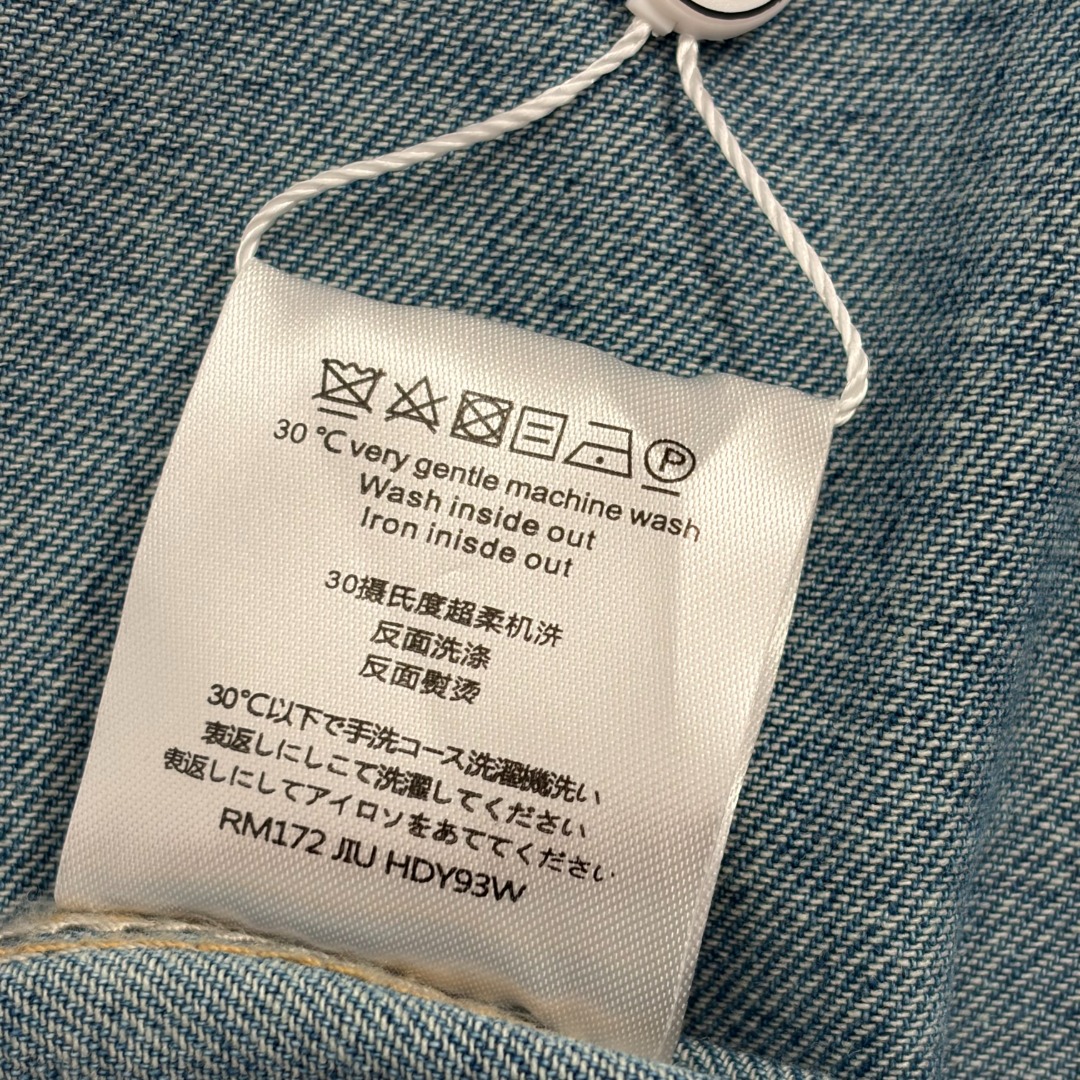 P
30 ℃ very gentle machine wash
Wash inside out
Iron inisde out
30摄氏度超柔机洗
反面洗涤
反面熨烫
30℃以下で手洗コース洗濯機洗い
表返しにしこて洗濯してください
表返しにしてアイロソをあててください
RM172 JIU HDY93W